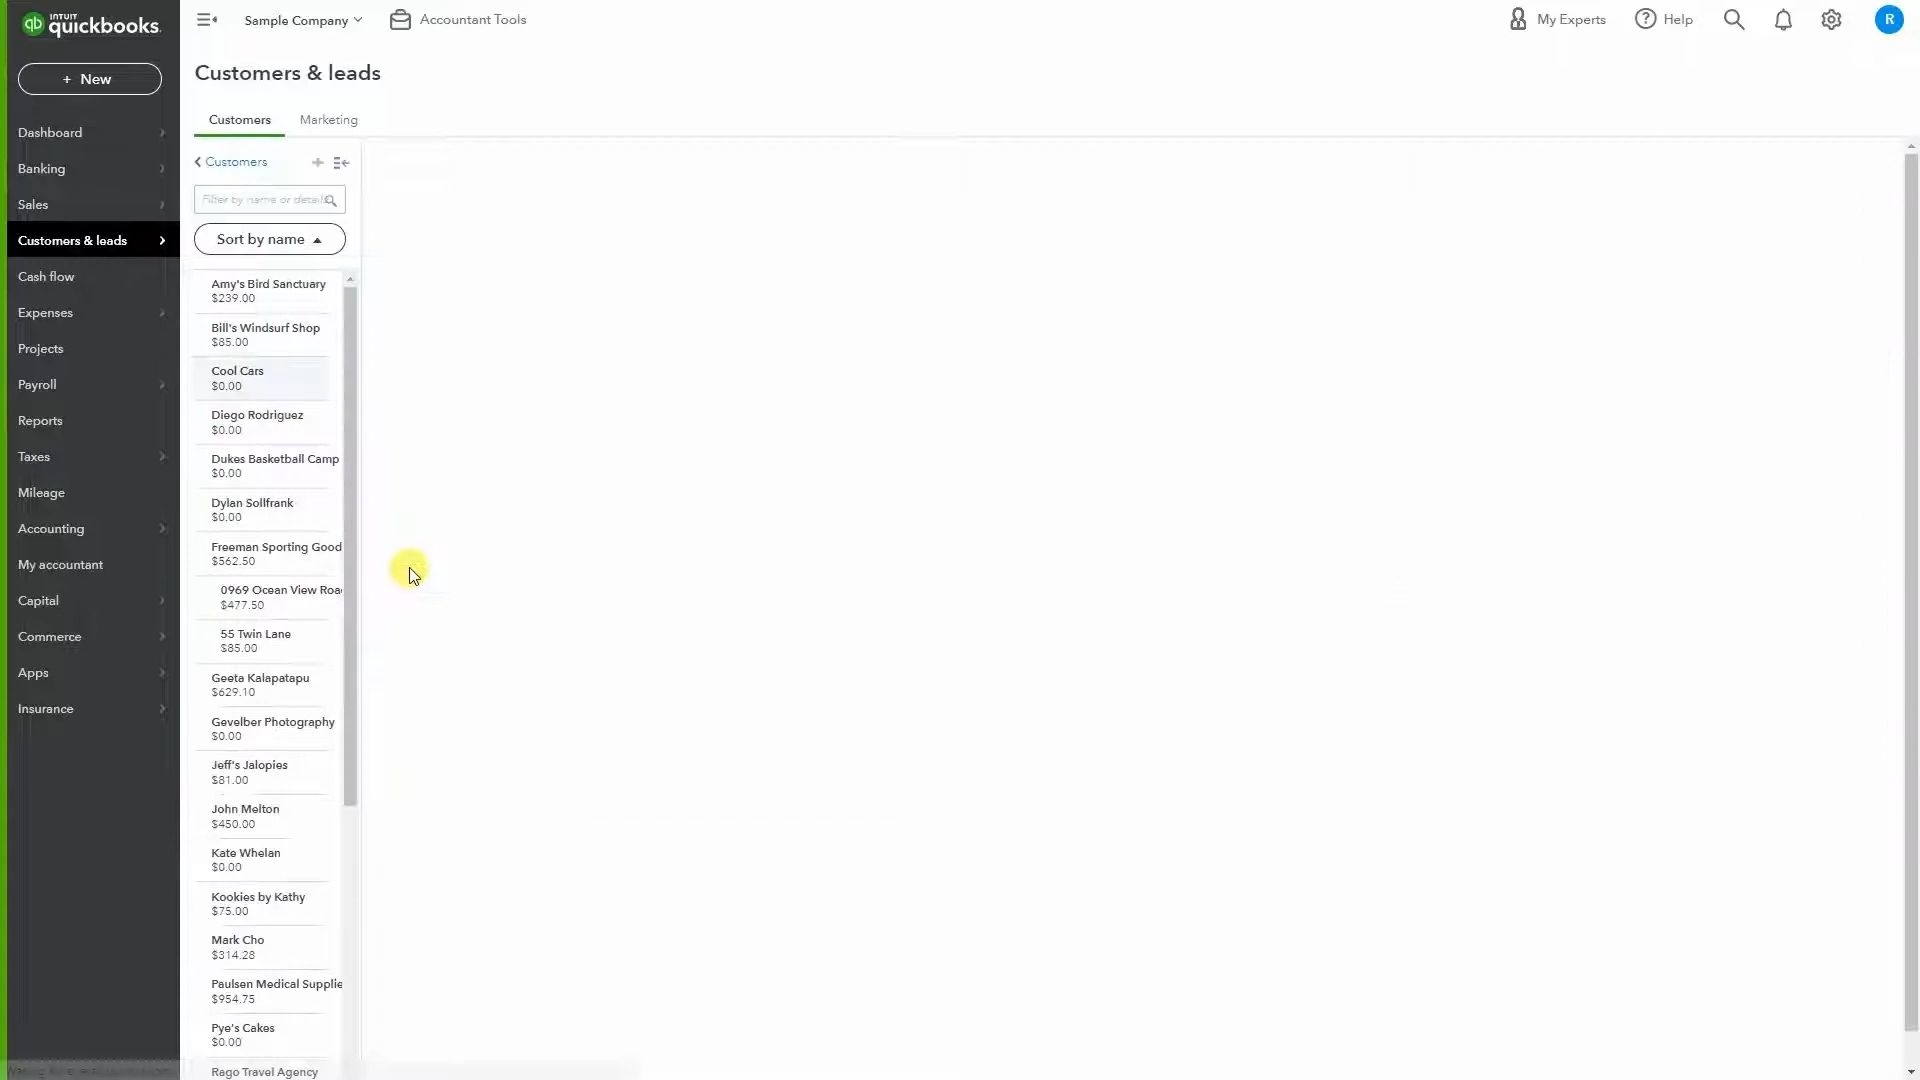 INTUIT
quickbooks.
Sample Company
Accountant Tools
My Experts
Help
R
+ New
Customers & leads
Customers
Marketing
Dashboard
Banking
Sales
Customers & leads
Cash flow
Expenses
Projects
Payroll
Reports
Taxes
Mileage
Accounting
My accountant
Capital
Commerce
Apps
Insurance
Customers
Filter by name or details
Sort by name
Amy's Bird Sanctuary
$239.00
Bill's Windsurf Shop
$85.00
Cool Cars
$0.00
Diego Rodriguez
$0.00
Dukes Basketball Camp
$0.00
Dylan Sollfrank
$0.00
Freeman Sporting Good
$562.50
0969 Ocean View Roa
$477.50
55 Twin Lane
$85.00
Geeta Kalapatapu
$629.10
Gevelber Photography
$0.00
Jeff's Jalopies
$81.00
John Melton
$450.00
Kate Whelan
$0.00
Kookies by Kathy
$75.00
Mark Cho
$314.28
Paulsen Medical Supplie
$954.75
Pye's Cakes
$0.00
Rago Travel Agency